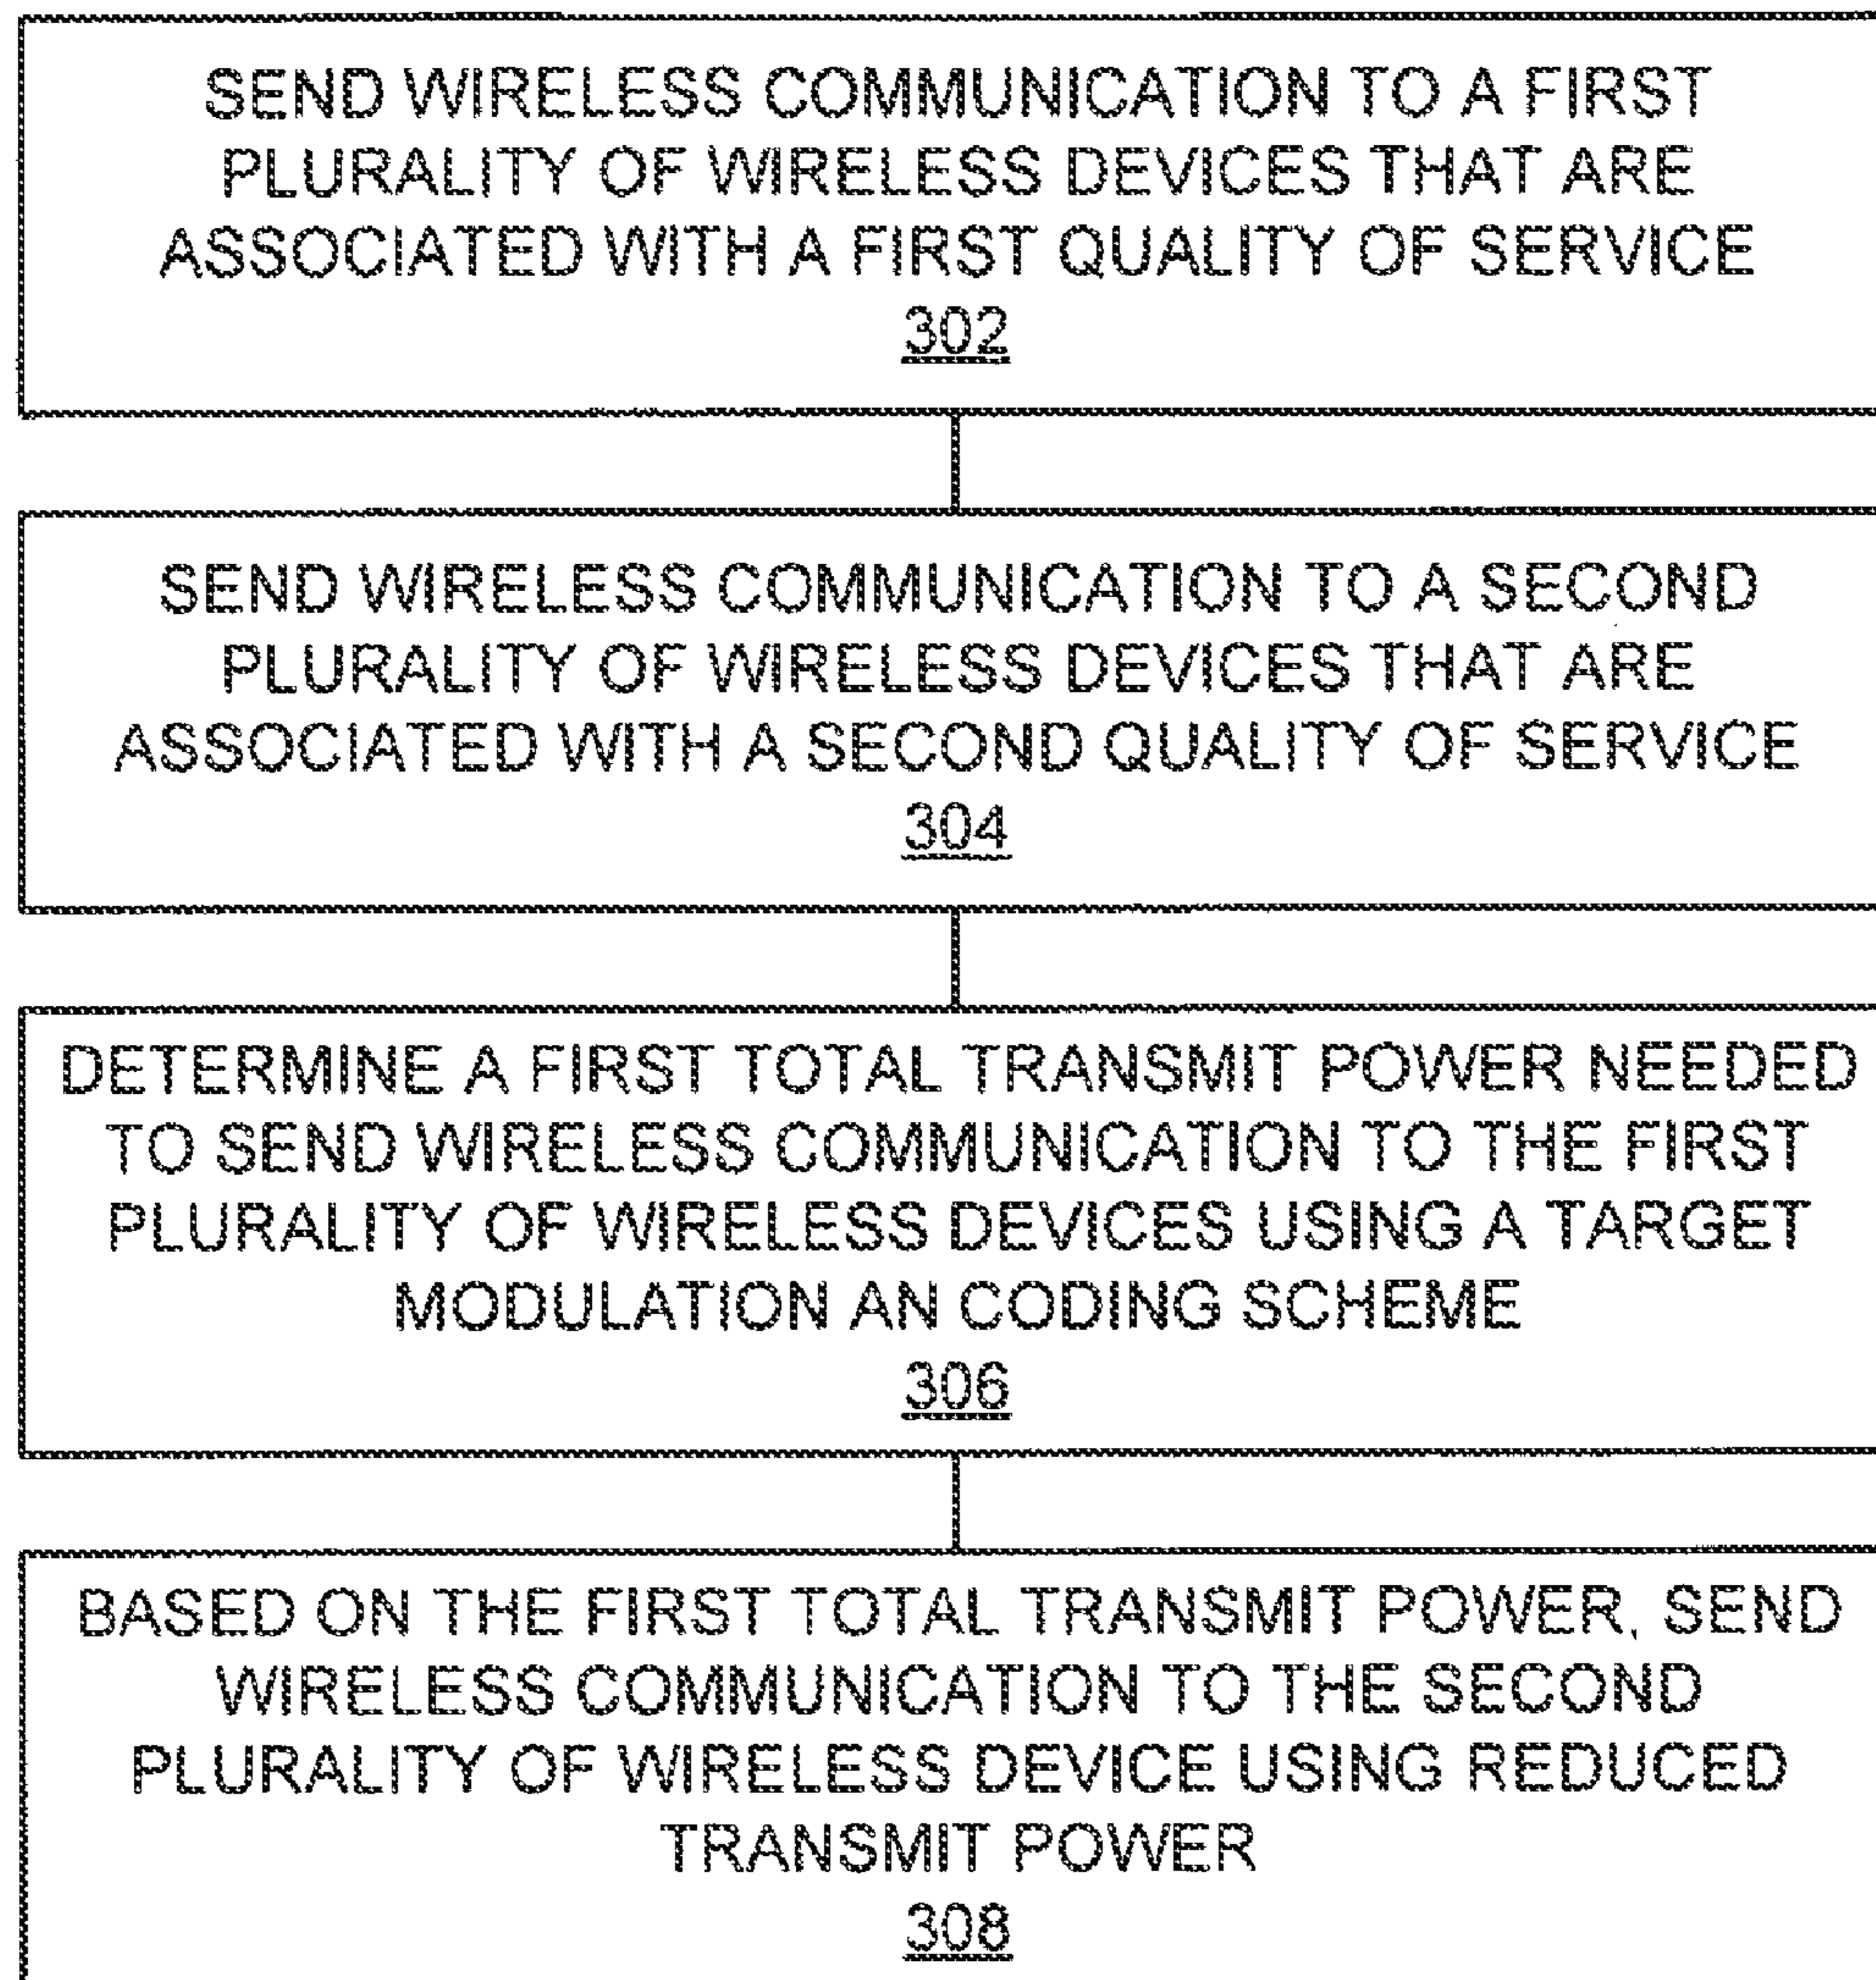 SEND WIRELESS COMMUNICATION TO A FIRST
PLURALITY OF WIRELESS DEVICES THAT ARE
ASSOCIATED WITH A FIRST QUALITY OF SERVICE
302
SEND WIRELESS COMMUNICATION TO A SECOND
PLURALITY OF WIRELESS DEVICES THAT ARE
ASSOCIATED WITH A SECOND QUALITY OF SERVICE
304
DETERMINE A FIRST TOTAL TRANSMIT POWER NEEDED
TO SEND WIRELESS COMMUNICATION TO THE FIRST
PLURALITY OF WIRELESS DEVICES USING A TARGET
MODULATION AN CODING SCHEME
306
BASED ON THE FIRST TOTAL TRANSMIT POWER, SEND
WIRELESS COMMUNICATION TO THE SECOND
PLURALITY OF WIRELESS DEVICE USING REDUCED
TRANSMIT POWER
308